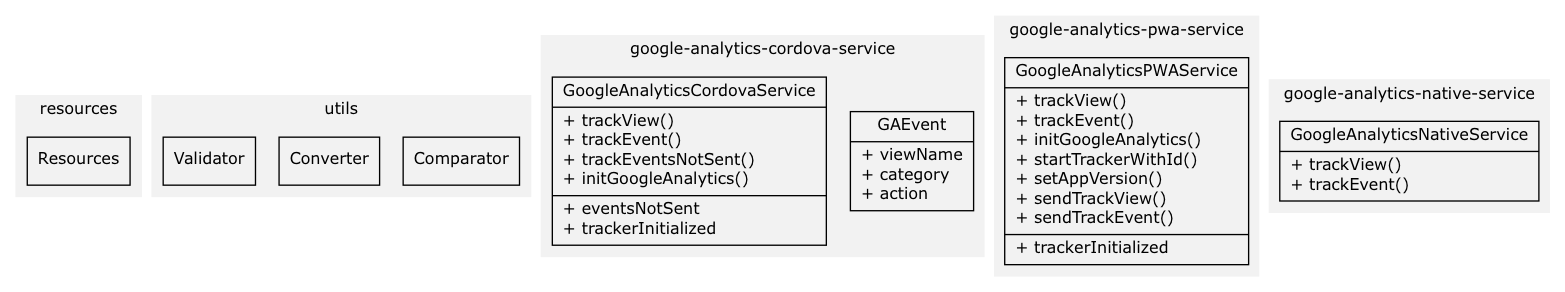 resources
Resources
utils
Validator
Converter
Comparator
google-analytics-cordova-service
GoogleAnalyticsCordovaService
+ trackView()
+ trackEvent()
+ trackEventsNotSent()
+ initGoogleAnalytics()
+ eventsNotSent
+ trackerInitialized
GAEvent
+ viewName
+ category
+ action
google-analytics-pwa-service
GoogleAnalyticsPWAService
+ trackView()
+ trackEvent()
+ initGoogleAnalytics()
+ startTrackerWithId()
+ setAppVersion()
+ sendTrackView()
+ sendTrackEvent()
+ trackerInitialized
google-analytics-native-service
GoogleAnalyticsNativeService
+ trackView()
+ trackEvent()